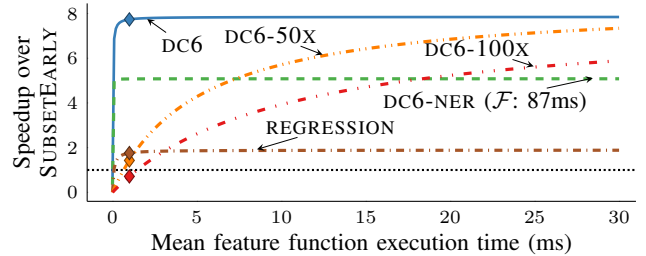 Speedup over
SUBSETEARLY
8
6
4
2
0
DC6
DC6-50X
DC6-100X
DC6-NER (ℱ: 87ms)
REGRESSION
0 5 10 15 20 25 30
Mean feature function execution time (ms)